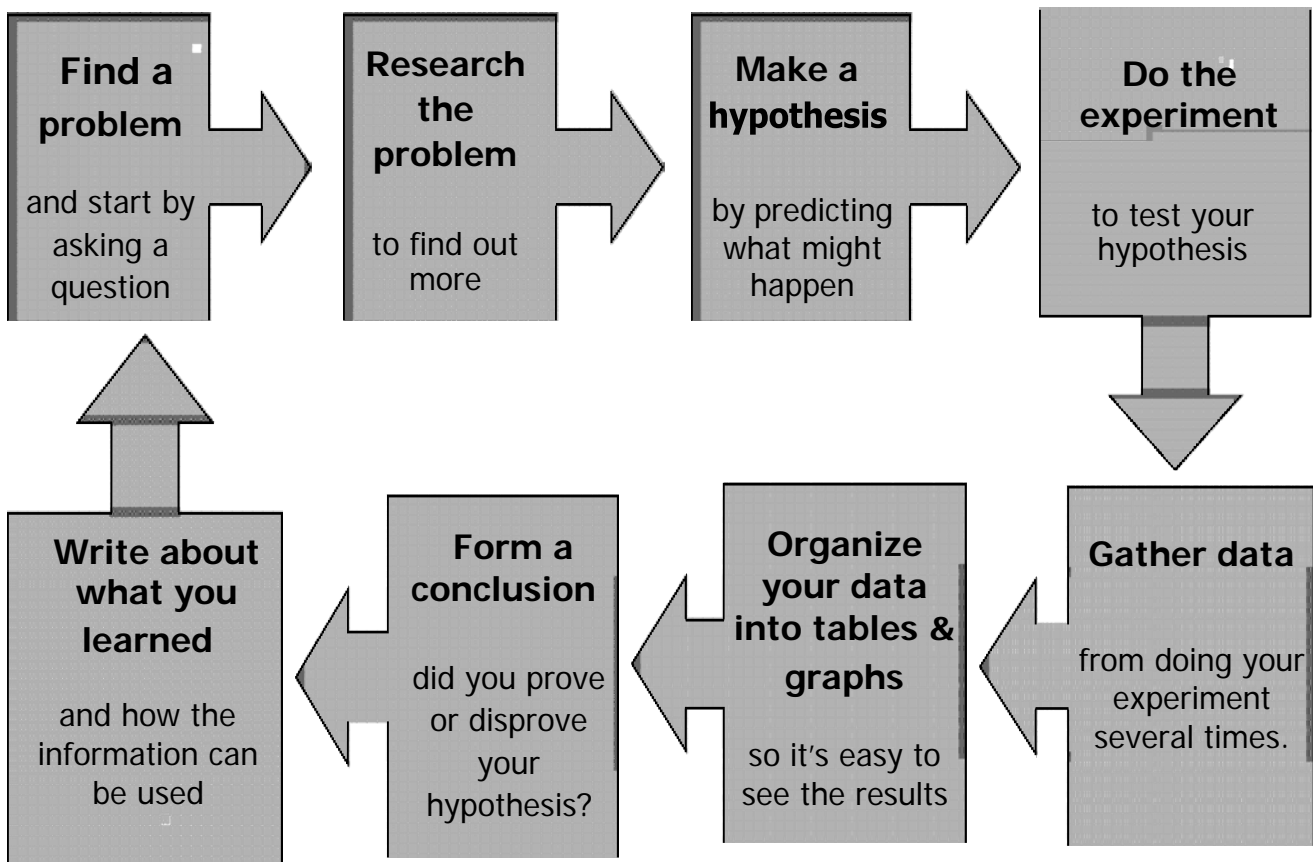 Find a
problem
and start by
asking a
question
Research
the
problem
to find out
more
Make a
hypothesis
by predicting
what might
happen
Do the
experiment
to test your
hypothesis
Gather data
from doing your
experiment
several times.
Organize
your data
into tables &
graphs
so it's easy to
see the results
Form a
conclusion
did you prove
or disprove
your
hypothesis?
Write about
what you
learned
and how the
information can
be used